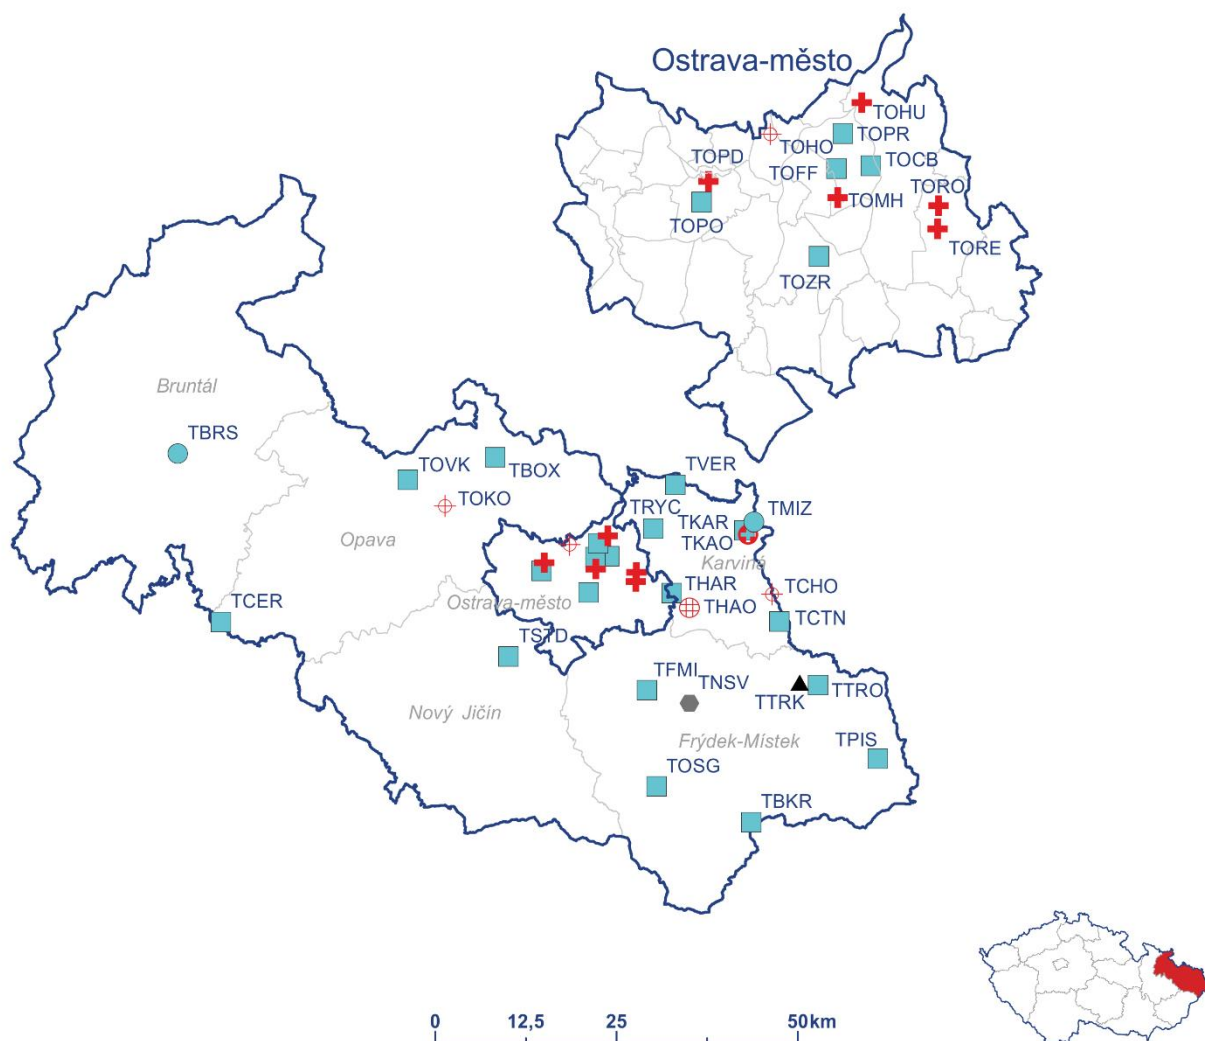 Ostrava-město
TOHU
TOPR
TOHO
TOPD
TOFF
TOCB
TORO
TOMH
TOPO
TORE
TOZR
Bruntál
TBRS
TOVK
TBOX
TVER
TOKO
TRYC
TKAR
TMIZ
TKAO
Opava
Karviná
THAR
TCHO
Ostrava-město
THAO
TCER
TCTN
TSTD
TFMI
TNSV
TTRK
TTRO
Nový Jičín
Frýdek-Místek
TPIS
TOSG
TBKR
0 12,5 25 50km